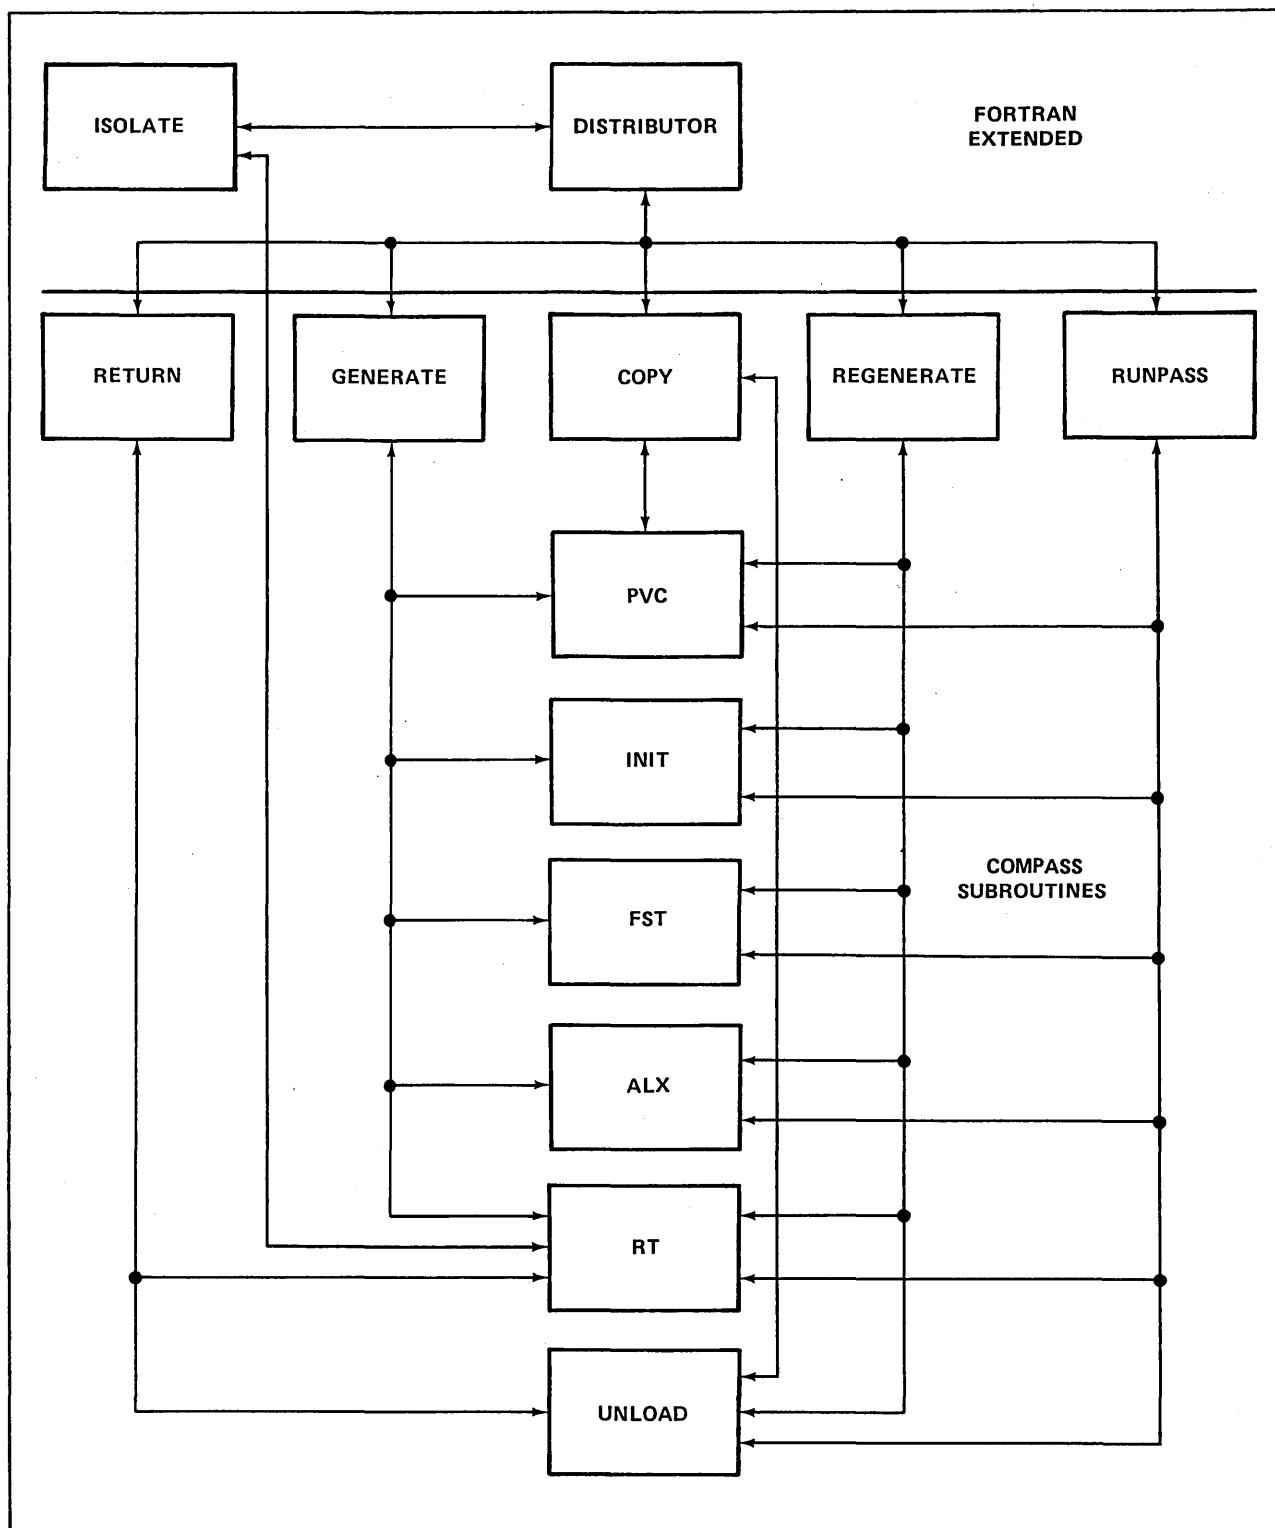 ISOLATE
DISTRIBUTOR
FORTRAN
EXTENDED
RETURN
GENERATE
COPY
REGENERATE
RUNPASS
PVC
INIT
COMPASS
SUBROUTINES
FST
ALX
RT
UNLOAD